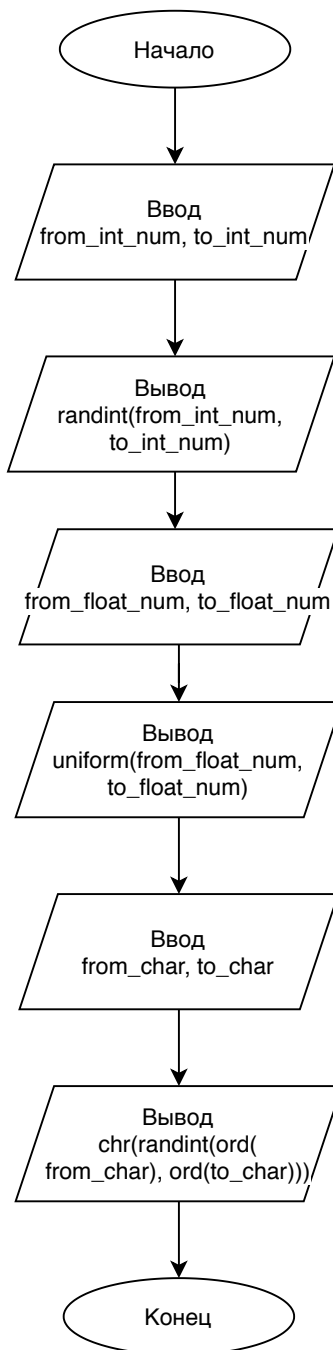 Начало
Ввод
from_int_num, to_int_num
Вывод
randint(from_int_num,
to_int_num)
Ввод
from_float_num, to_float_num
Вывод
uniform(from_float_num,
to_float_num)
Ввод
from_char, to_char
Вывод
chr(randint(ord(
from_char), ord(to_char)))
Конец